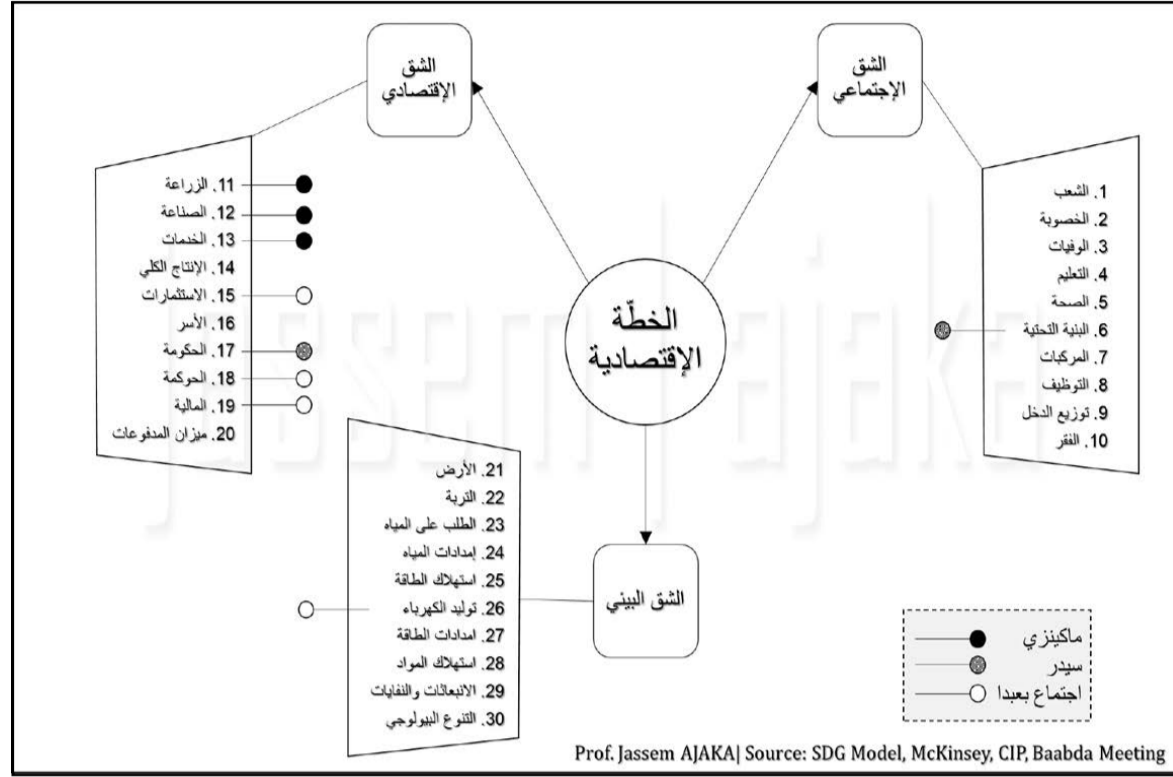 الشق
الإجتماعي
1. الشعب
2. الخصوبة
3. الوفيات
4. التعليم
5. الصحة
6. البنية التحتية
7. المركبات
8. التوظيف
9. توزيع الدخل
10. الفقر
الشق
الإقتصادي
11. الزراعة
12. الصناعة
13. الخدمات
14. الإنتاج الكلي
15. الاستثمارات
16. الأسر
17. الحكومة
18. الحوكمة
19. المالية
20. ميزان المدفوعات
الخطّة
الإقتصادية
الشق البيئي
21. الأرض
22. التربة
23. الطلب على المياه
24. إمدادات المياه
25. استهلاك الطاقة
26. توليد الكهرباء
27. امدادات الطاقة
28. استهلاك المواد
29. الانبعاثات والنفايات
30. التنوع البيولوجي
ماكينزي
سيدر
اجتماع بعبدا
Prof. Jassem AJAKA| Source: SDG Model, McKinsey, CIP, Baabda Meeting
jassem ajaka